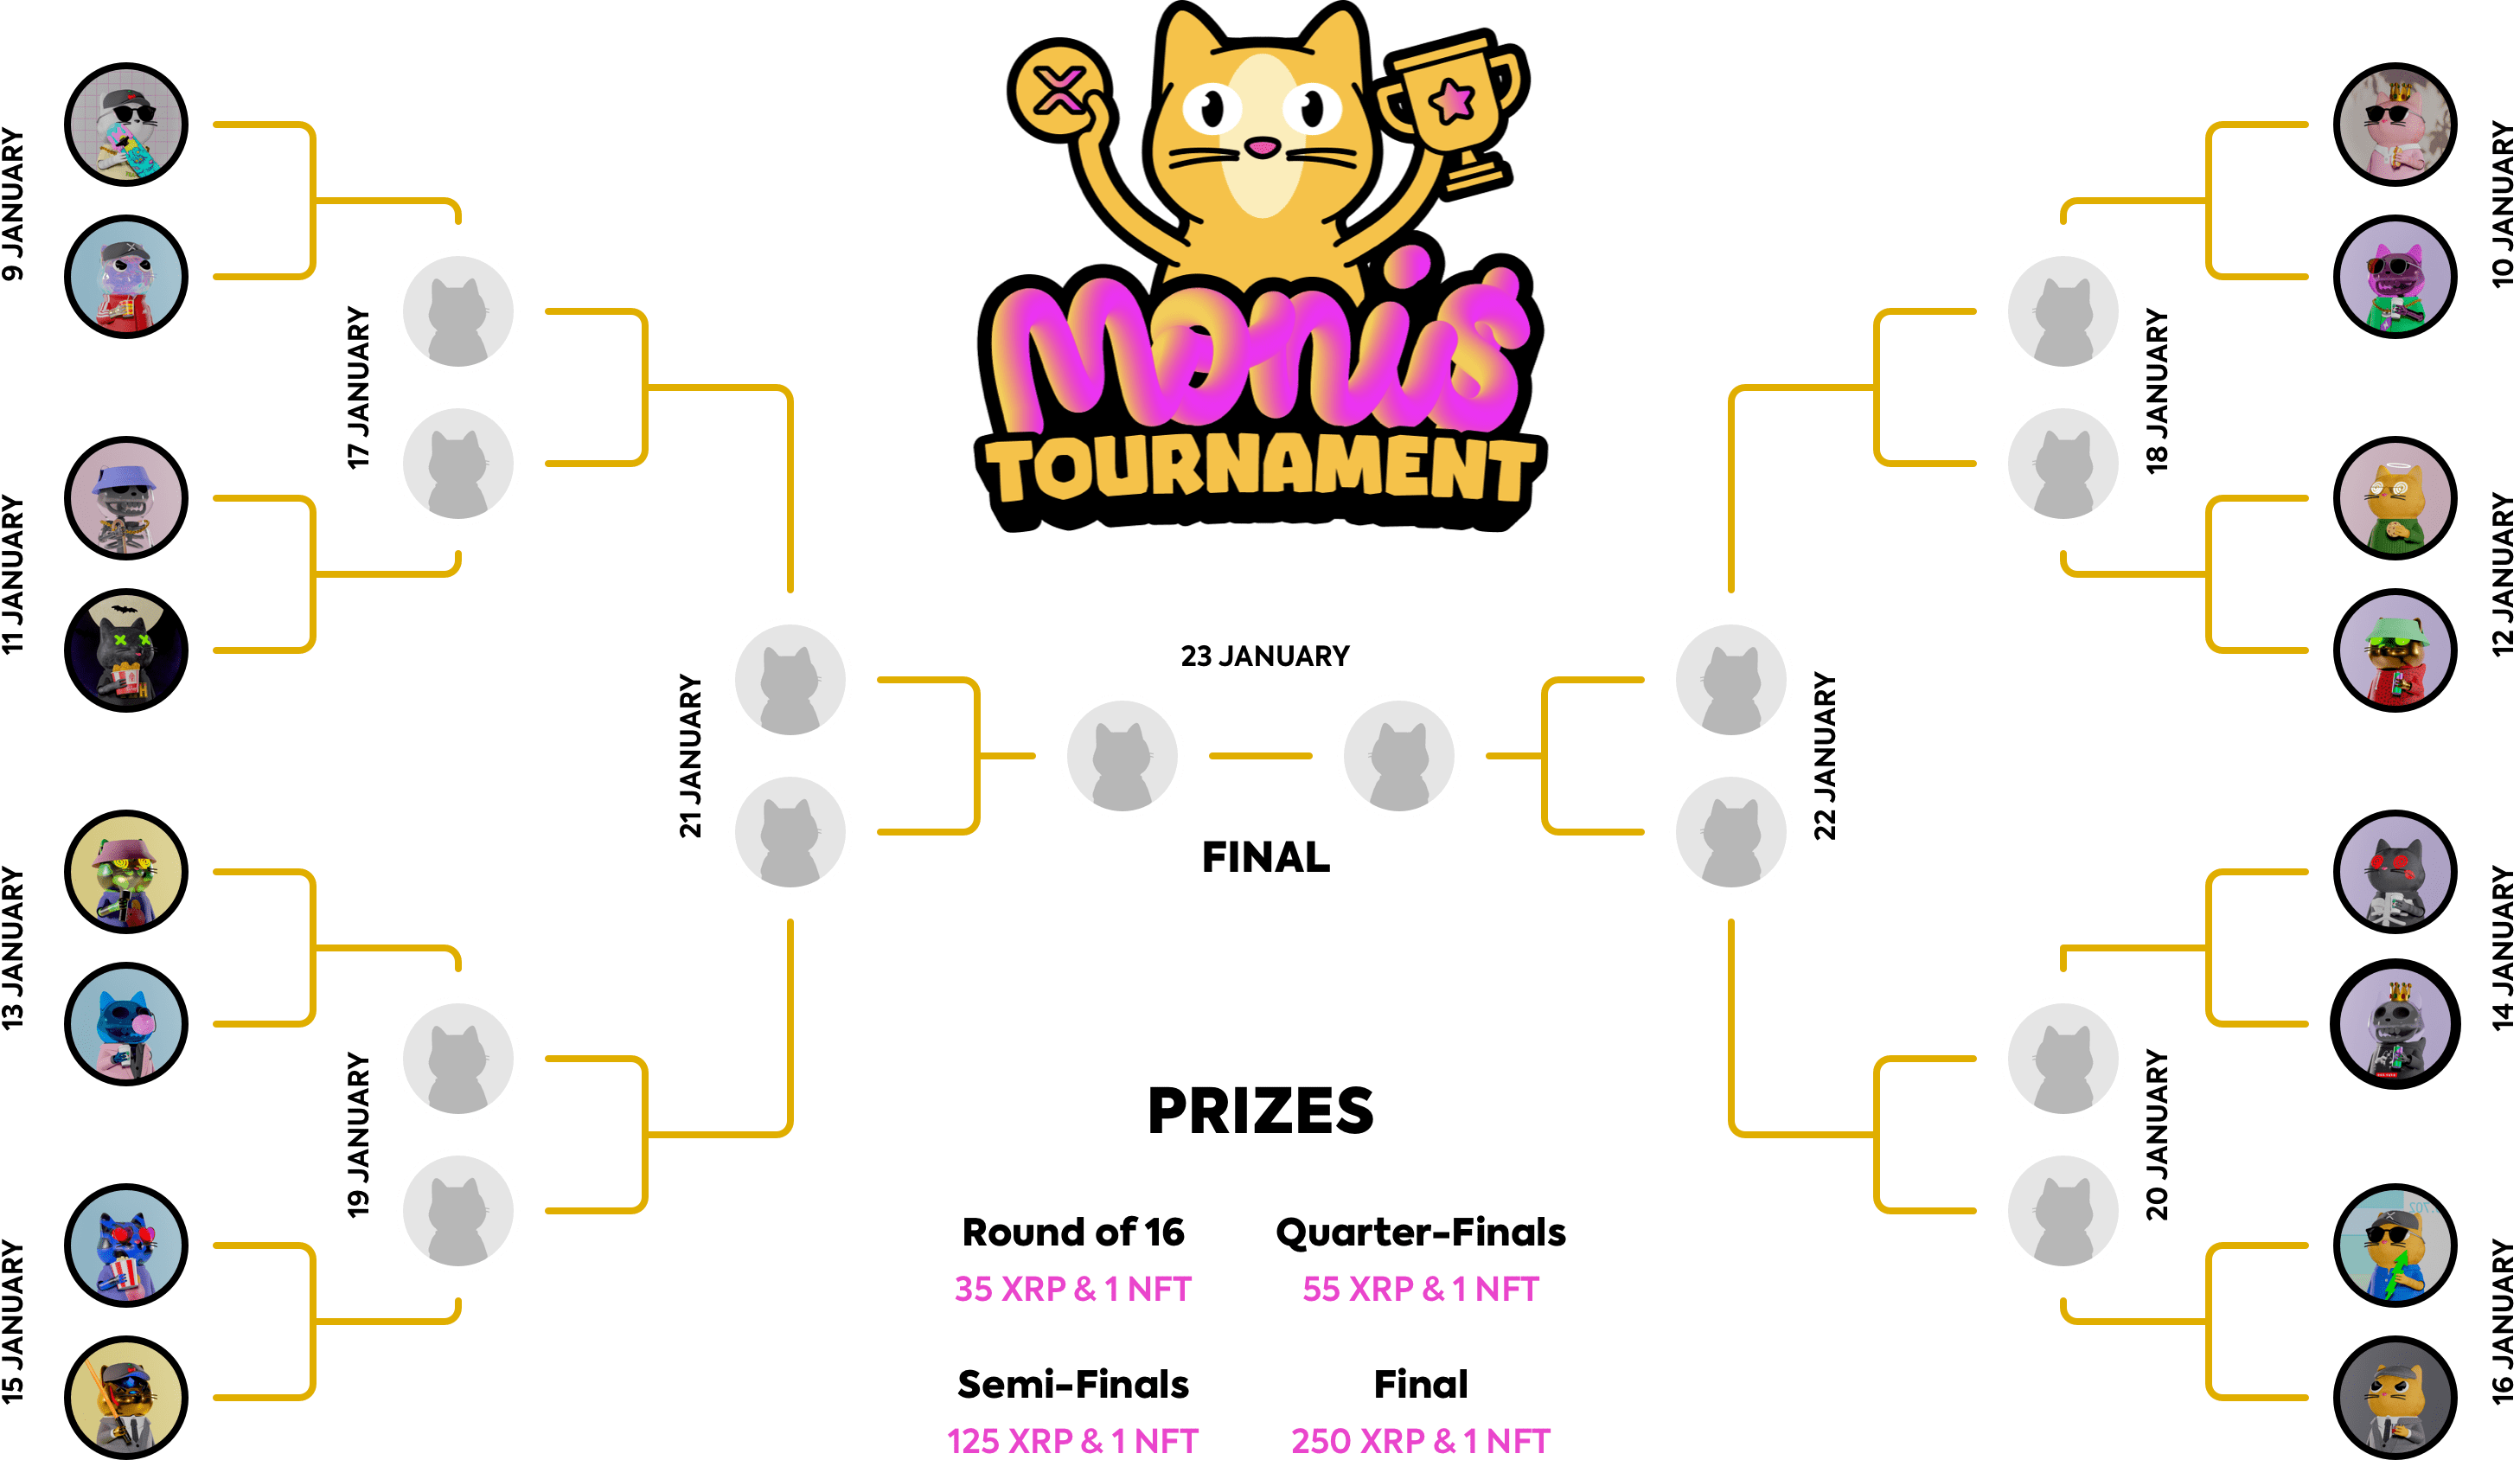 Monis
TOURNAMENT
9 JANUARY
11 JANUARY
13 JANUARY
15 JANUARY
17 JANUARY
19 JANUARY
21 JANUARY
23 JANUARY
FINAL
22 JANUARY
18 JANUARY
20 JANUARY
10 JANUARY
12 JANUARY
14 JANUARY
16 JANUARY
PRIZES
Round of 16
35 XRP & 1 NFT
Quarter-Finals
55 XRP & 1 NFT
Semi-Finals
125 XRP & 1 NFT
Final
250 XRP & 1 NFT